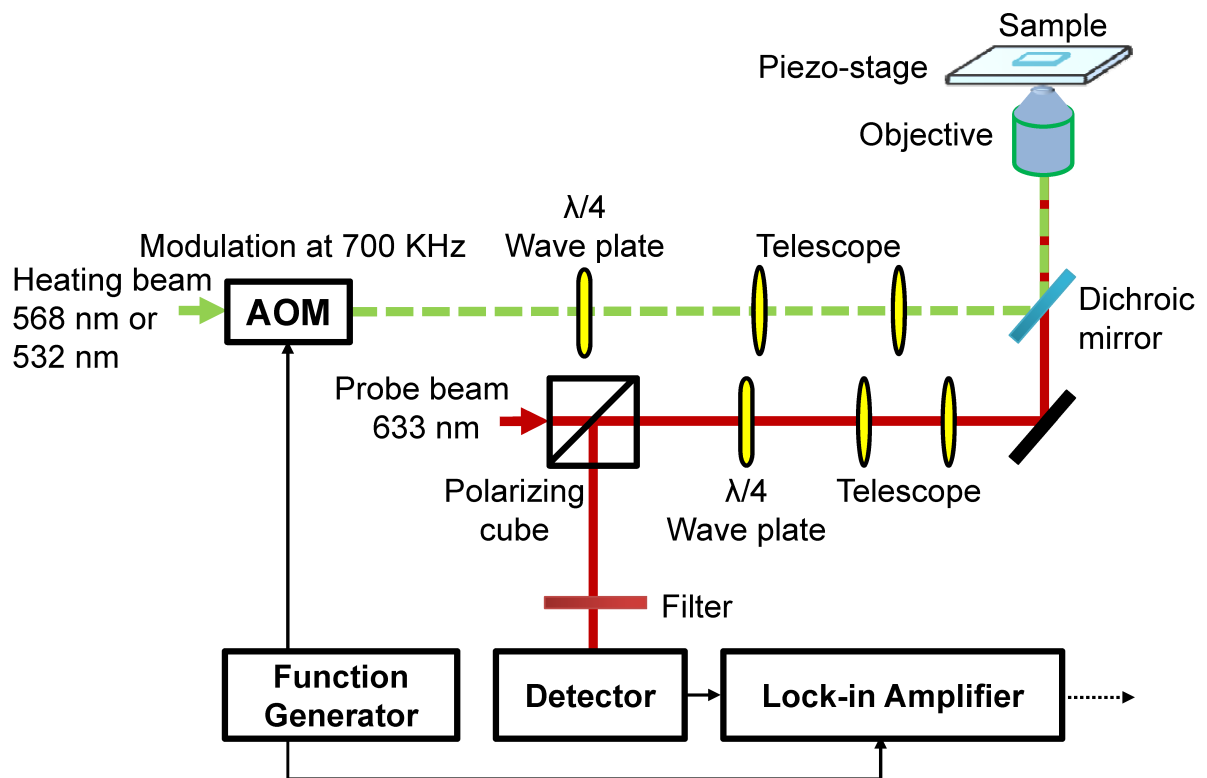 Sample
Piezo-stage
Objective
λ/4
Wave plate
Modulation at 700 KHz
Telescope
Heating beam
568 nm or
532 nm
AOM
Dichroic
mirror
Probe beam
633 nm
Polarizing
cube
λ/4
Wave plate
Telescope
Filter
Function
Generator
Detector
Lock-in Amplifier